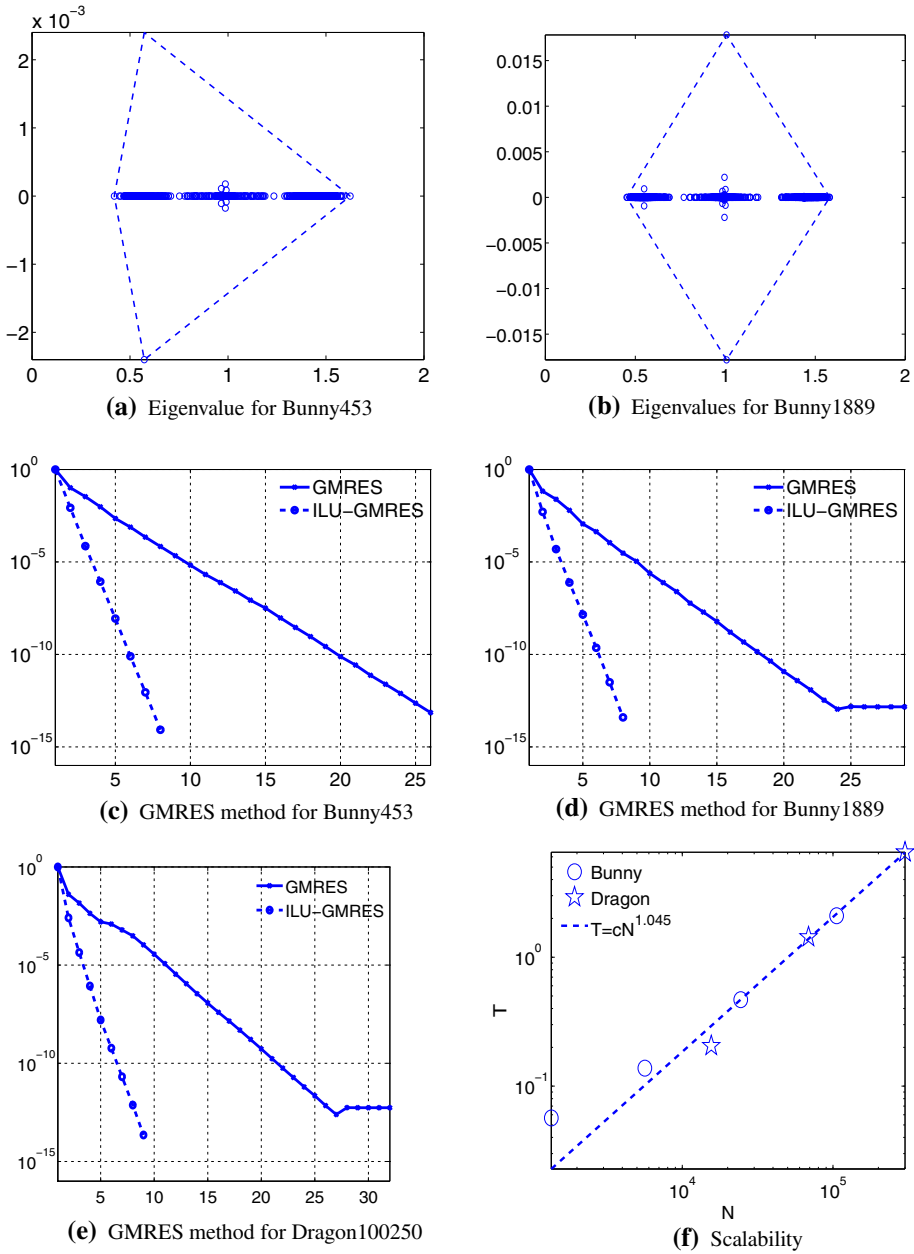 x 10^-3
2
1
0
−1
−2
0 0.5 1 1.5 2
(a) Eigenvalue for Bunny453
0.015
0.01
0.005
0
−0.005
−0.01
−0.015
0 0.5 1 1.5 2
(b) Eigenvalues for Bunny1889
10^0
10^-5
10^-10
10^-15
GMRES
ILU−GMRES
5 10 15 20 25
(c) GMRES method for Bunny453
10^0
10^-5
10^-10
10^-15
GMRES
ILU−GMRES
5 10 15 20 25
(d) GMRES method for Bunny1889
10^0
10^-5
10^-10
10^-15
GMRES
ILU−GMRES
5 10 15 20 25 30
(e) GMRES method for Dragon100250
Bunny
Dragon
T=cN^1.045
T
10^0
10^-1
10^4 10^5
N
(f) Scalability